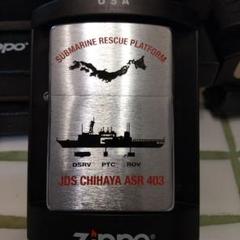 USA
SUBMARINE RESCUE PLATFORM
DSRV PTC ROV
JDS CHIHAYA ASR 403
Zippo